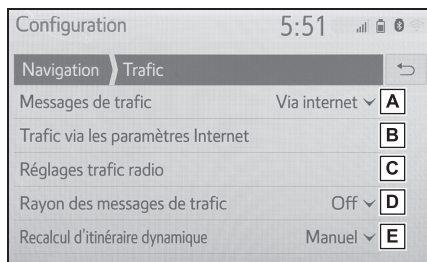 Configuration 5:51
Navigation Trafic
Messages de trafic Via internet A
Trafic via les paramètres Internet B
Réglages trafic radio C
Rayon des messages de trafic Off D
Recalcul d'itinéraire dynamique Manuel E